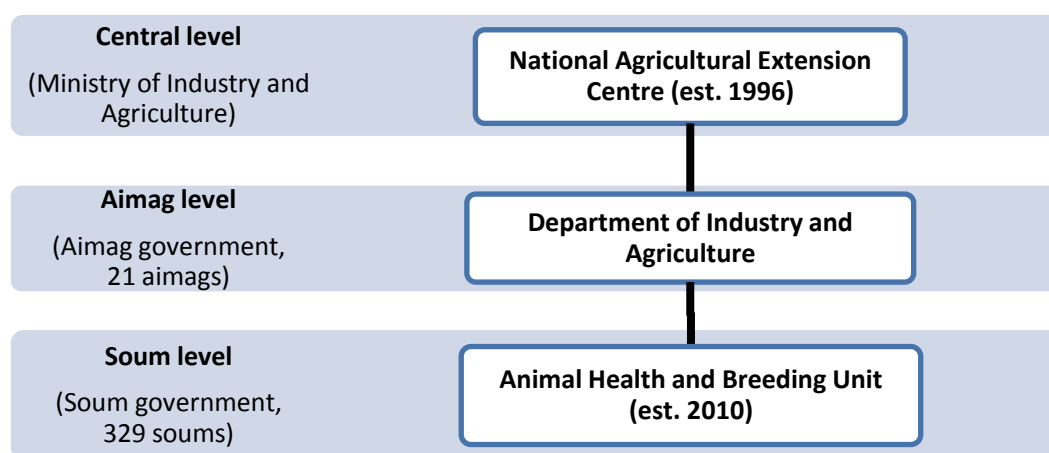 Central level
(Ministry of Industry and
Agriculture)
National Agricultural Extension
Centre (est. 1996)
Aimag level
(Aimag government,
21 aimags)
Department of Industry and
Agriculture
Soum level
(Soum government,
329 soums)
Animal Health and Breeding Unit
(est. 2010)